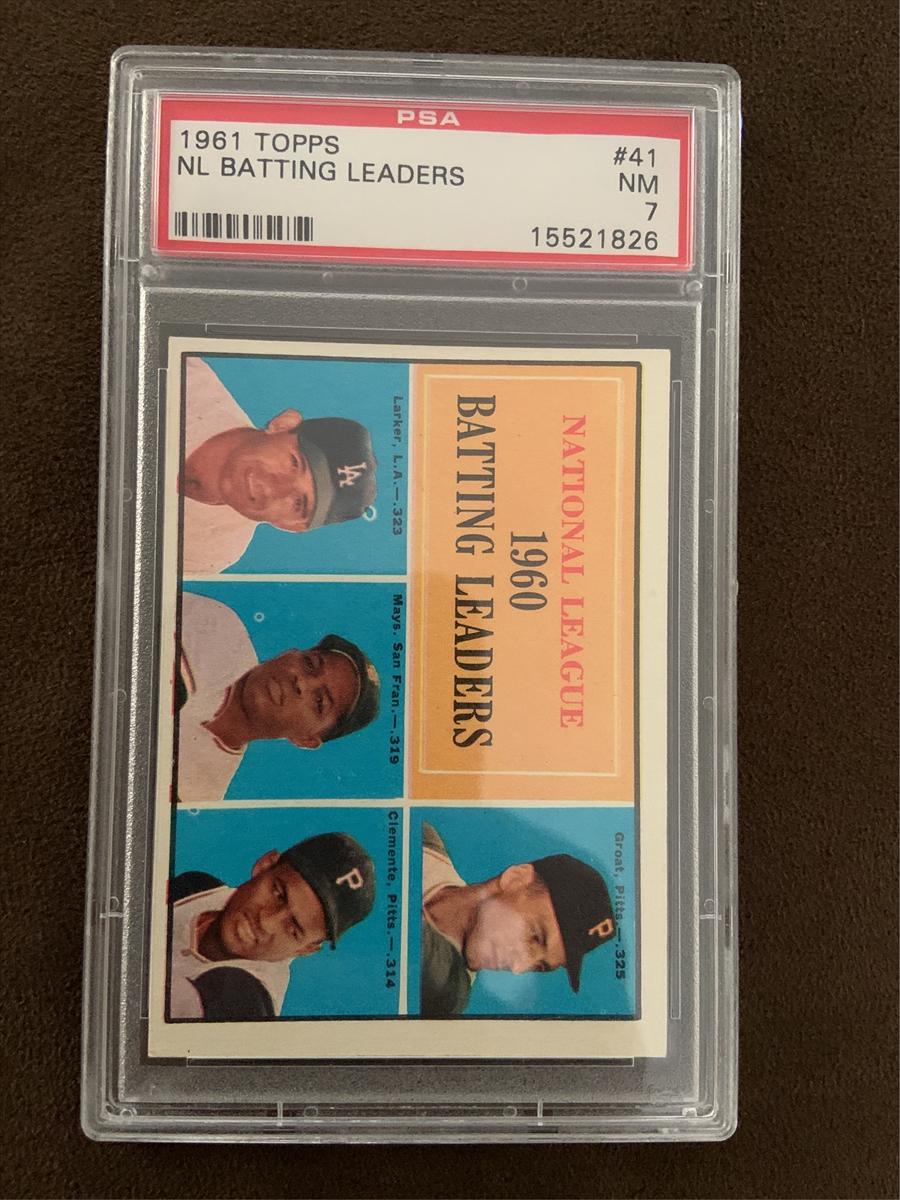 PSA
1961 TOPPS
NL BATTING LEADERS
#41
NM
7
15521826
NATIONAL LEAGUE
1960
BATTING LEADERS
Groat, Pitts.—.325
Larker, L.A.—.323
Mays, San Fran.—.319
Clemente, Pitts.—.314
LA
P
P